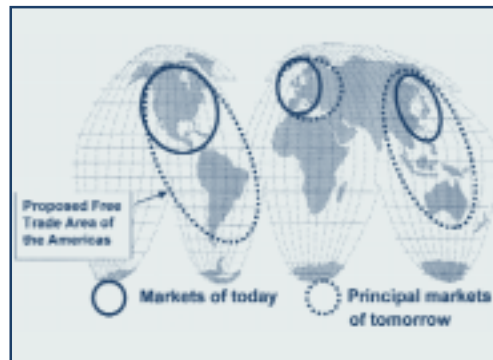 Proposed Free
Trade Area of
the Americas
Markets of today
Principal markets
of tomorrow